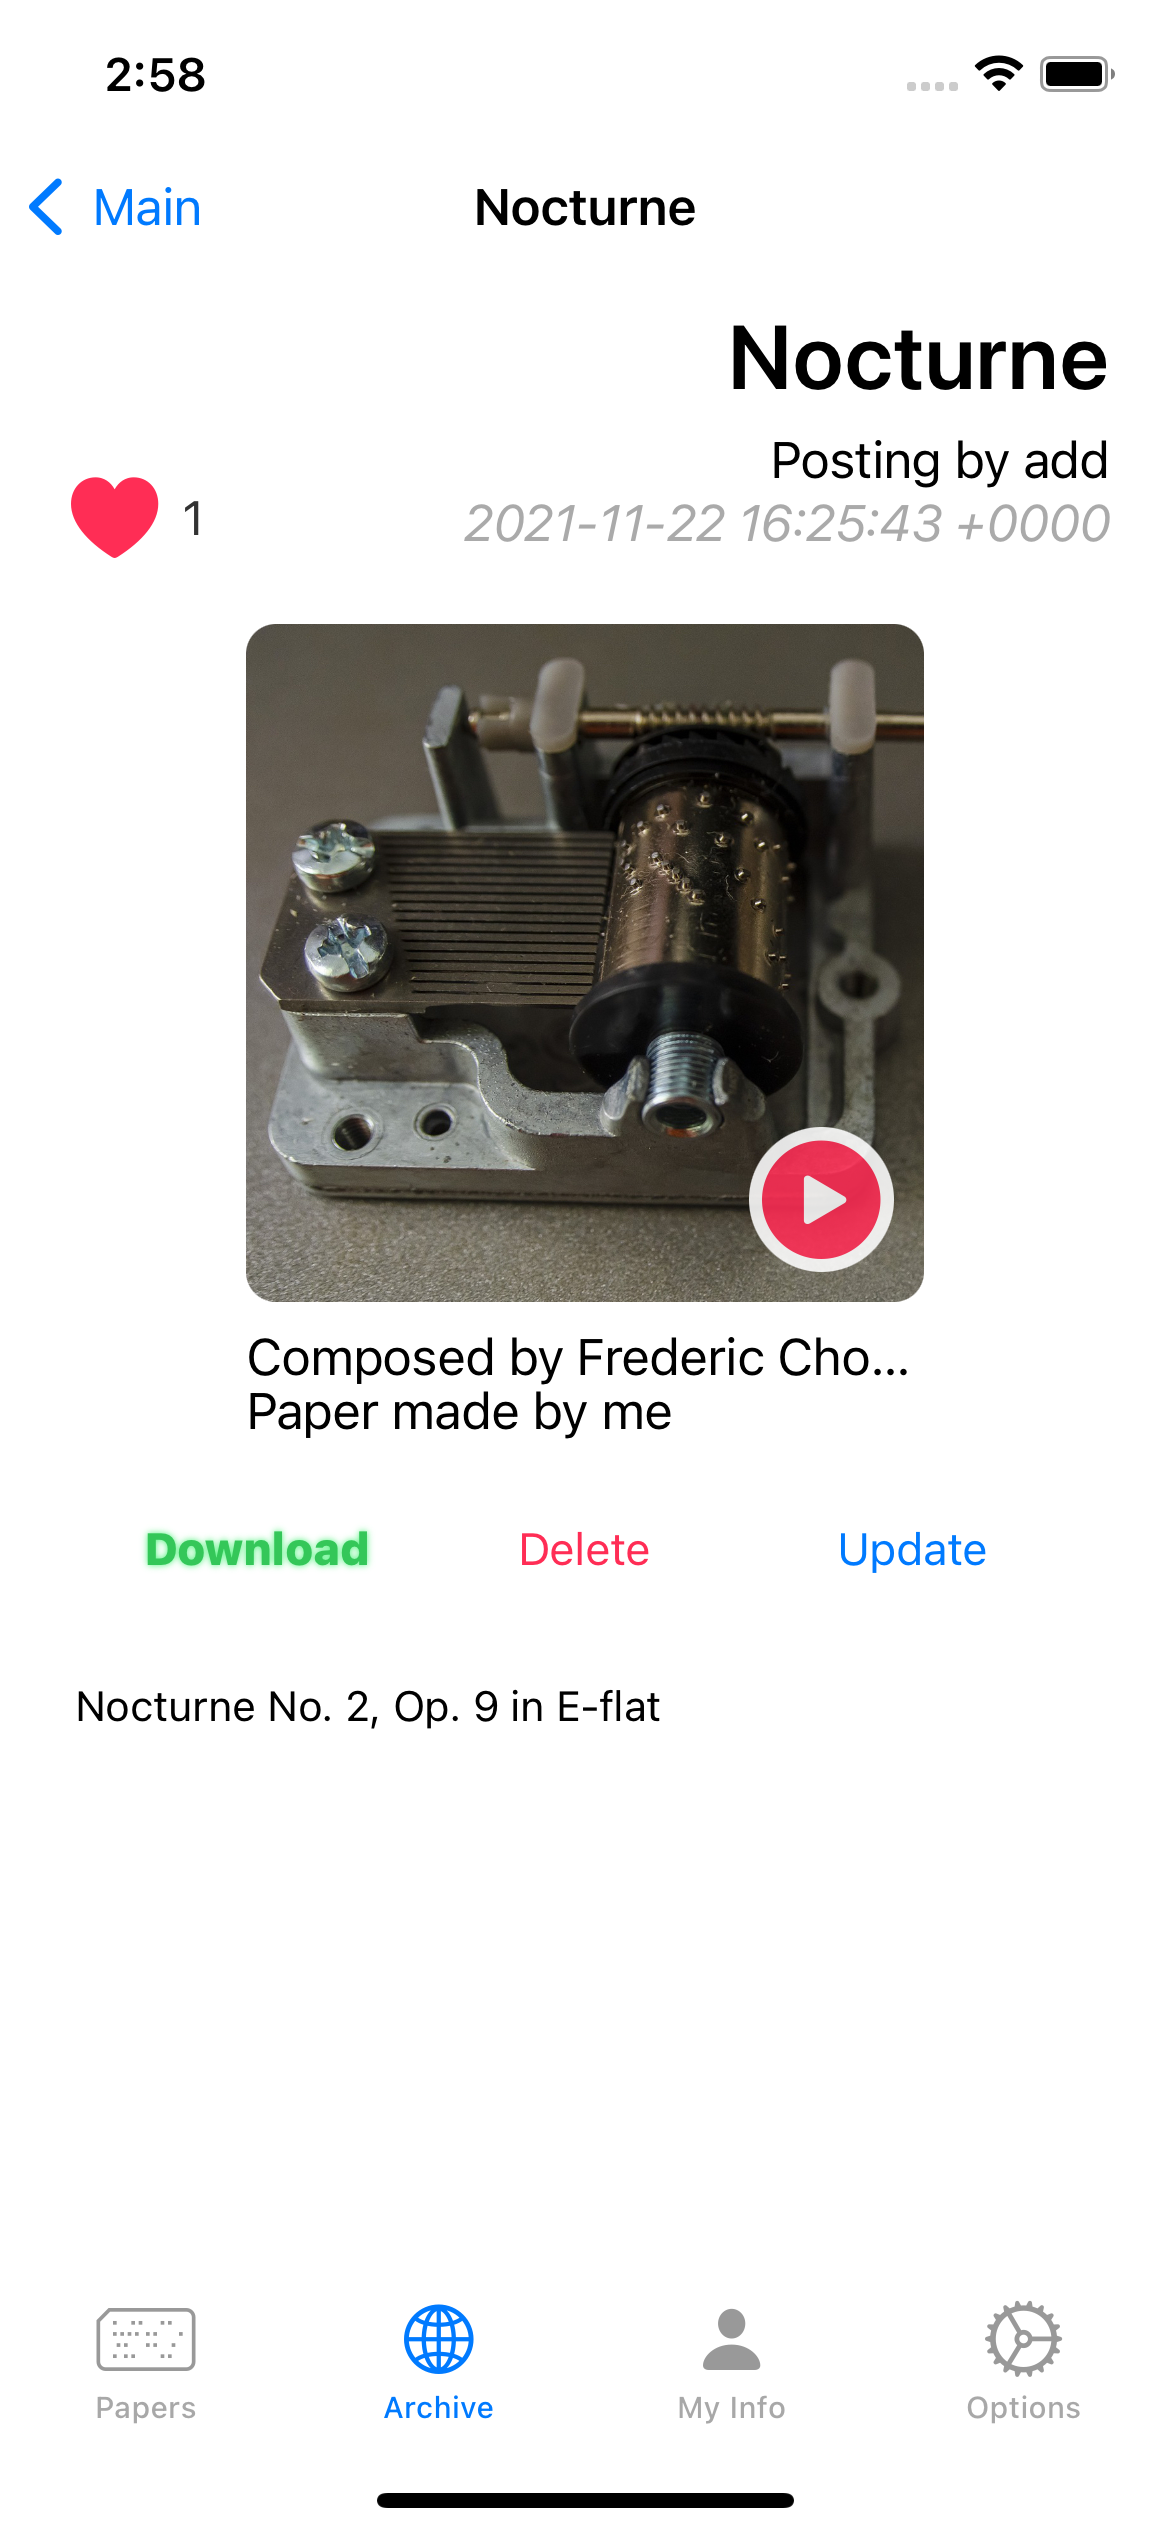 2:58
Main
Nocturne
Nocturne
Posting by add
1
2021-11-22 16:25:43 +0000
Composed by Frederic Cho...
Paper made by me
Download
Delete
Update
Nocturne No. 2, Op. 9 in E-flat
Papers
Archive
My Info
Options